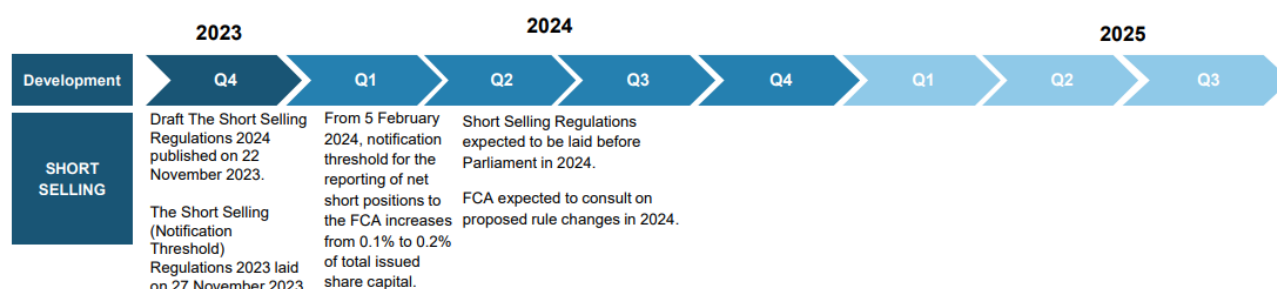 2023
2024
2025
Development
Q4
Q1
Q2
Q3
Q4
Q1
Q2
Q3
SHORT
SELLING
Draft The Short Selling
Regulations 2024
published on 22
November 2023.
The Short Selling
(Notification
Threshold)
Regulations 2023 laid
on 27 November 2023
From 5 February
2024, notification
threshold for the
reporting of net
short positions to
the FCA increases
from 0.1% to 0.2%
of total issued
share capital.
Short Selling Regulations
expected to be laid before
Parliament in 2024.
FCA expected to consult on
proposed rule changes in 2024.